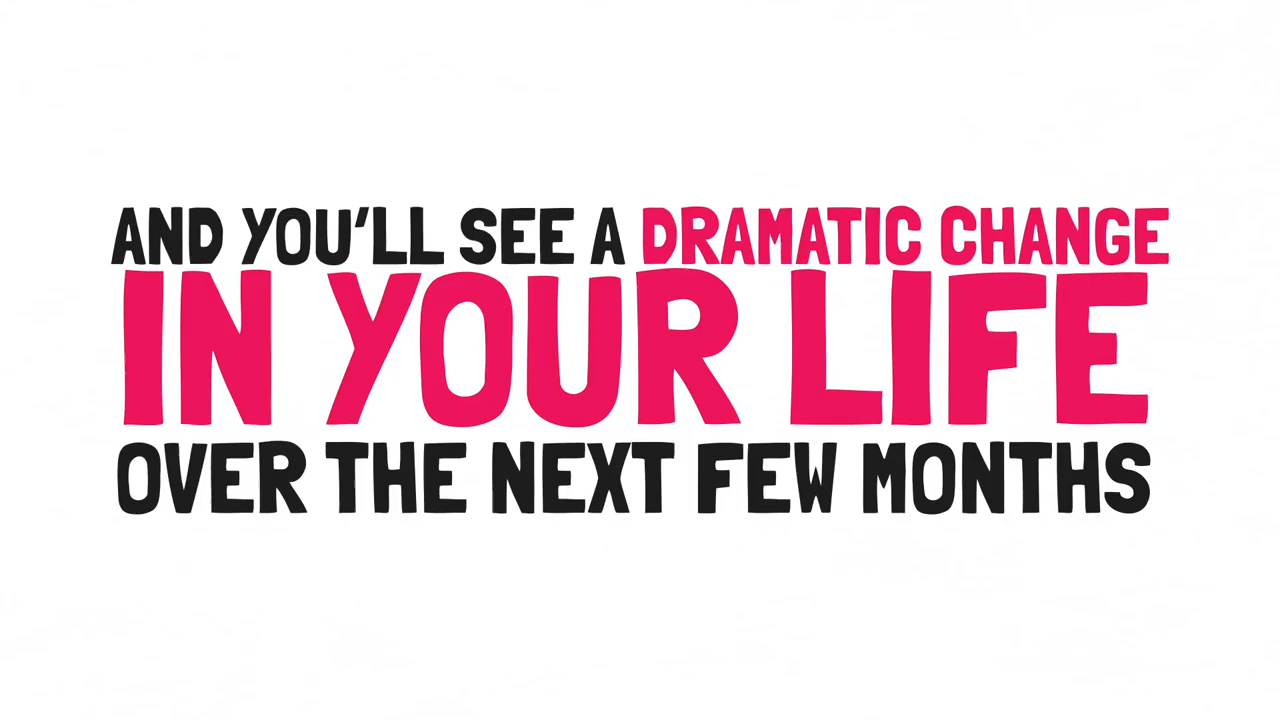 AND YOU'LL SEE A DRAMATIC CHANGE
IN YOUR LIFE
OVER THE NEXT FEW MONTHS